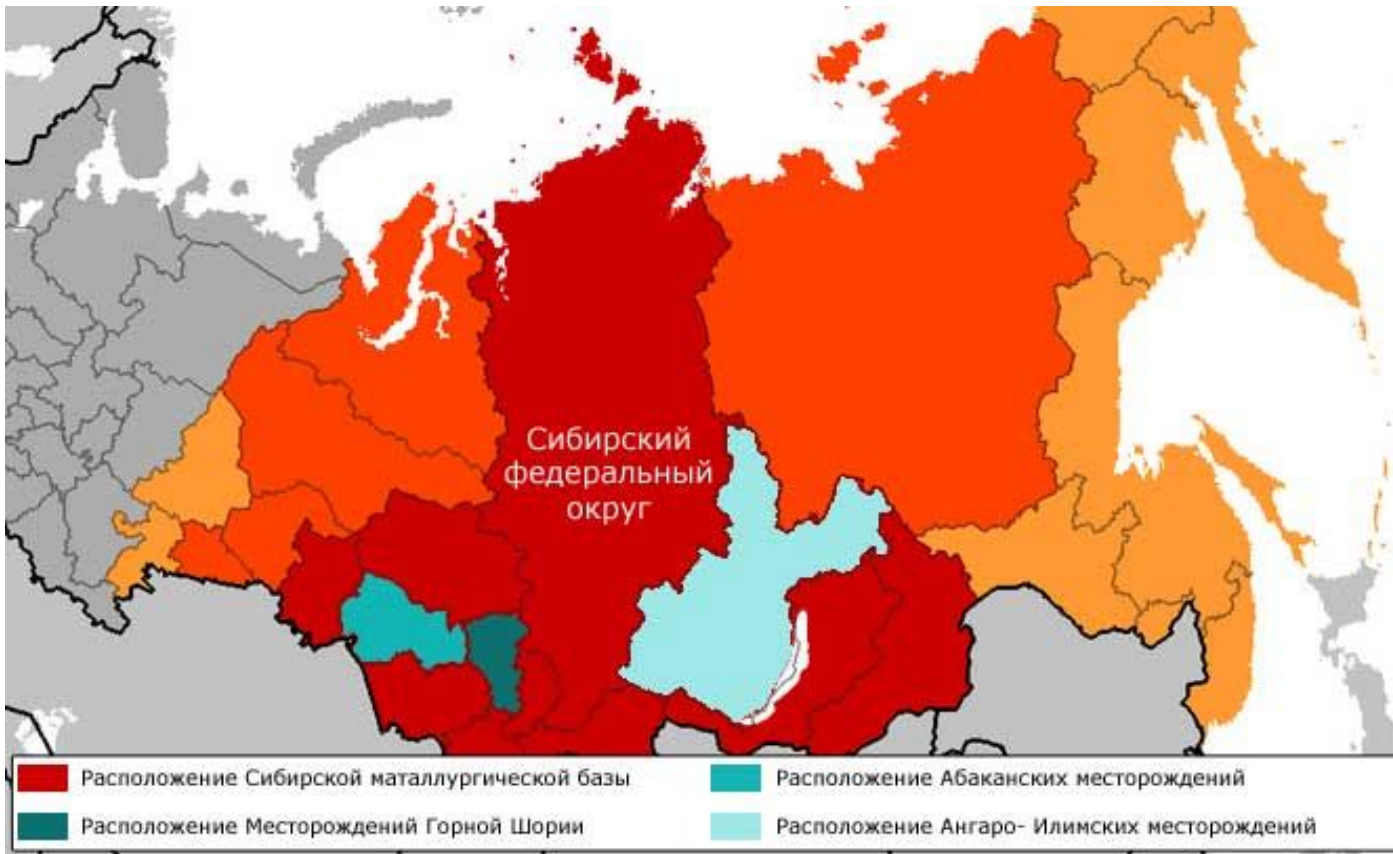 Сибирский
федеральный
округ
Расположение Сибирской маталлургической базы
Расположение Абаканских месторождений
Расположение Месторождений Горной Шории
Расположение Ангаро- Илимских месторождений